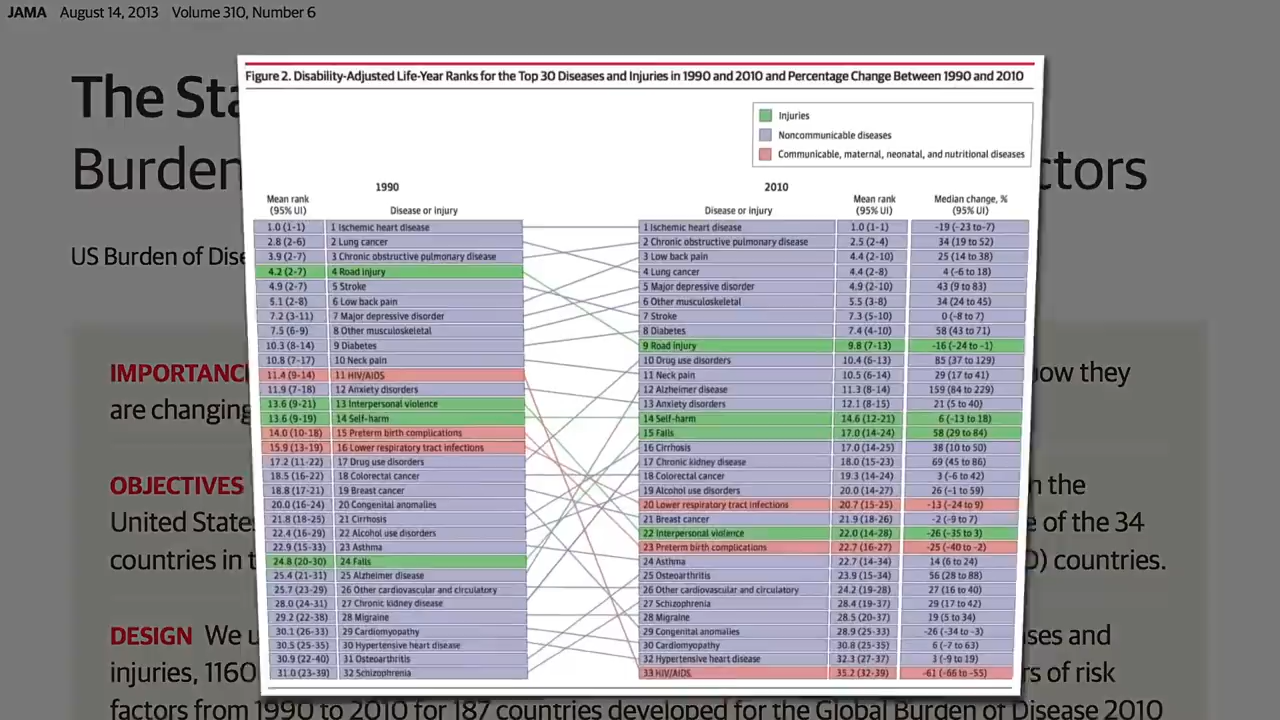 JAMA August 14, 2013 Volume 310, Number 6
The Sta
Burden
ctors
US Burden of Dise
IMPORTANC
now they
are changing
OBJECTIVES
n the
United States
e of the 34
countries in t
D) countries.
DESIGN We u
ses and
injuries, 1160
rs of risk
factors from 1990 to 2010 for 187 countries developed for the Global Burden of Disease 2010
Figure 2. Disability-Adjusted Life-Year Ranks for the Top 30 Diseases and Injuries in 1990 and 2010 and Percentage Change Between 1990 and 2010
Injuries
Noncommunicable diseases
Communicable, maternal, neonatal, and nutritional diseases
1990 2010
Mean rank (95% UI) Disease or injury Disease or injury Mean rank (95% UI) Median change, % (95% UI)
1.0 (1-1) 1 Ischemic heart disease 1 Ischemic heart disease 1.0 (1-1) -19 (-23 to -7)
2.8 (2-6) 2 Lung cancer 2 Chronic obstructive pulmonary disease 2.5 (2-4) 34 (19 to 52)
3.9 (2-7) 3 Chronic obstructive pulmonary disease 3 Low back pain 4.4 (2-10) 25 (14 to 38)
4.2 (2-7) 4 Road injury 4 Lung cancer 4.4 (2-8) 4 (-6 to 18)
4.9 (2-7) 5 Stroke 5 Major depressive disorder 4.9 (2-10) 43 (9 to 83)
5.1 (2-8) 6 Low back pain 6 Other musculoskeletal 5.5 (3-8) 34 (24 to 45)
7.2 (3-11) 7 Major depressive disorder 7 Stroke 7.3 (5-10) 0 (-8 to 7)
7.5 (6-9) 8 Other musculoskeletal 8 Diabetes 7.4 (4-10) 58 (43 to 71)
10.3 (8-14) 9 Diabetes 9 Road injury 9.8 (7-13) -16 (-24 to -1)
10.8 (7-17) 10 Neck pain 10 Drug use disorders 10.4 (6-13) 85 (37 to 129)
11.4 (9-14) 11 HIV/AIDS 11 Neck pain 10.5 (6-14) 29 (17 to 41)
11.9 (7-18) 12 Anxiety disorders 12 Alzheimer disease 11.3 (8-14) 159 (84 to 229)
13.6 (9-21) 13 Interpersonal violence 13 Anxiety disorders 12.1 (8-15) 21 (5 to 40)
13.6 (9-19) 14 Self-harm 14 Self-harm 14.6 (12-21) 6 (-13 to 18)
14.0 (10-18) 15 Preterm birth complications 15 Falls 17.0 (14-24) 58 (29 to 84)
15.9 (13-19) 16 Lower respiratory tract infections 16 Cirrhosis 17.0 (14-25) 38 (10 to 50)
17.2 (11-22) 17 Drug use disorders 17 Chronic kidney disease 18.0 (15-23) 69 (45 to 86)
18.5 (16-22) 18 Colorectal cancer 18 Colorectal cancer 19.3 (14-24) 3 (-6 to 42)
18.8 (17-21) 19 Breast cancer 19 Alcohol use disorders 20.0 (14-27) 26 (-1 to 59)
20.0 (16-24) 20 Congenital anomalies 20 Lower respiratory tract infections 20.7 (15-25) -13 (-24 to 9)
21.8 (18-25) 21 Cirrhosis 21 Breast cancer 21.9 (18-26) -2 (-9 to 7)
22.4 (16-29) 22 Alcohol use disorders 22 Interpersonal violence 22.0 (14-28) -26 (-35 to 3)
22.9 (15-33) 23 Asthma 23 Preterm birth complications 22.7 (16-27) -25 (-40 to -2)
24.8 (20-30) 24 Falls 24 Asthma 22.7 (14-34) 14 (6 to 24)
25.4 (21-31) 25 Alzheimer disease 25 Osteoarthritis 23.9 (15-34) 56 (28 to 88)
25.7 (23-29) 26 Other cardiovascular and circulatory 26 Other cardiovascular and circulatory 24.2 (19-28) 27 (16 to 40)
28.0 (24-31) 27 Chronic kidney disease 27 Schizophrenia 28.4 (19-37) 29 (17 to 42)
29.2 (22-38) 28 Migraine 28 Migraine 28.5 (20-37) 19 (5 to 34)
30.1 (26-33) 29 Cardiomyopathy 29 Congenital anomalies 28.9 (25-33) -26 (-34 to -3)
30.5 (25-35) 30 Hypertensive heart disease 30 Cardiomyopathy 30.8 (25-35) 6 (-7 to 63)
30.9 (22-40) 31 Osteoarthritis 32 Hypertensive heart disease 32.3 (27-37) 3 (-9 to 19)
31.0 (23-39) 32 Schizophrenia 33 HIV/AIDS 35.2 (32-39) -61 (-66 to -55)